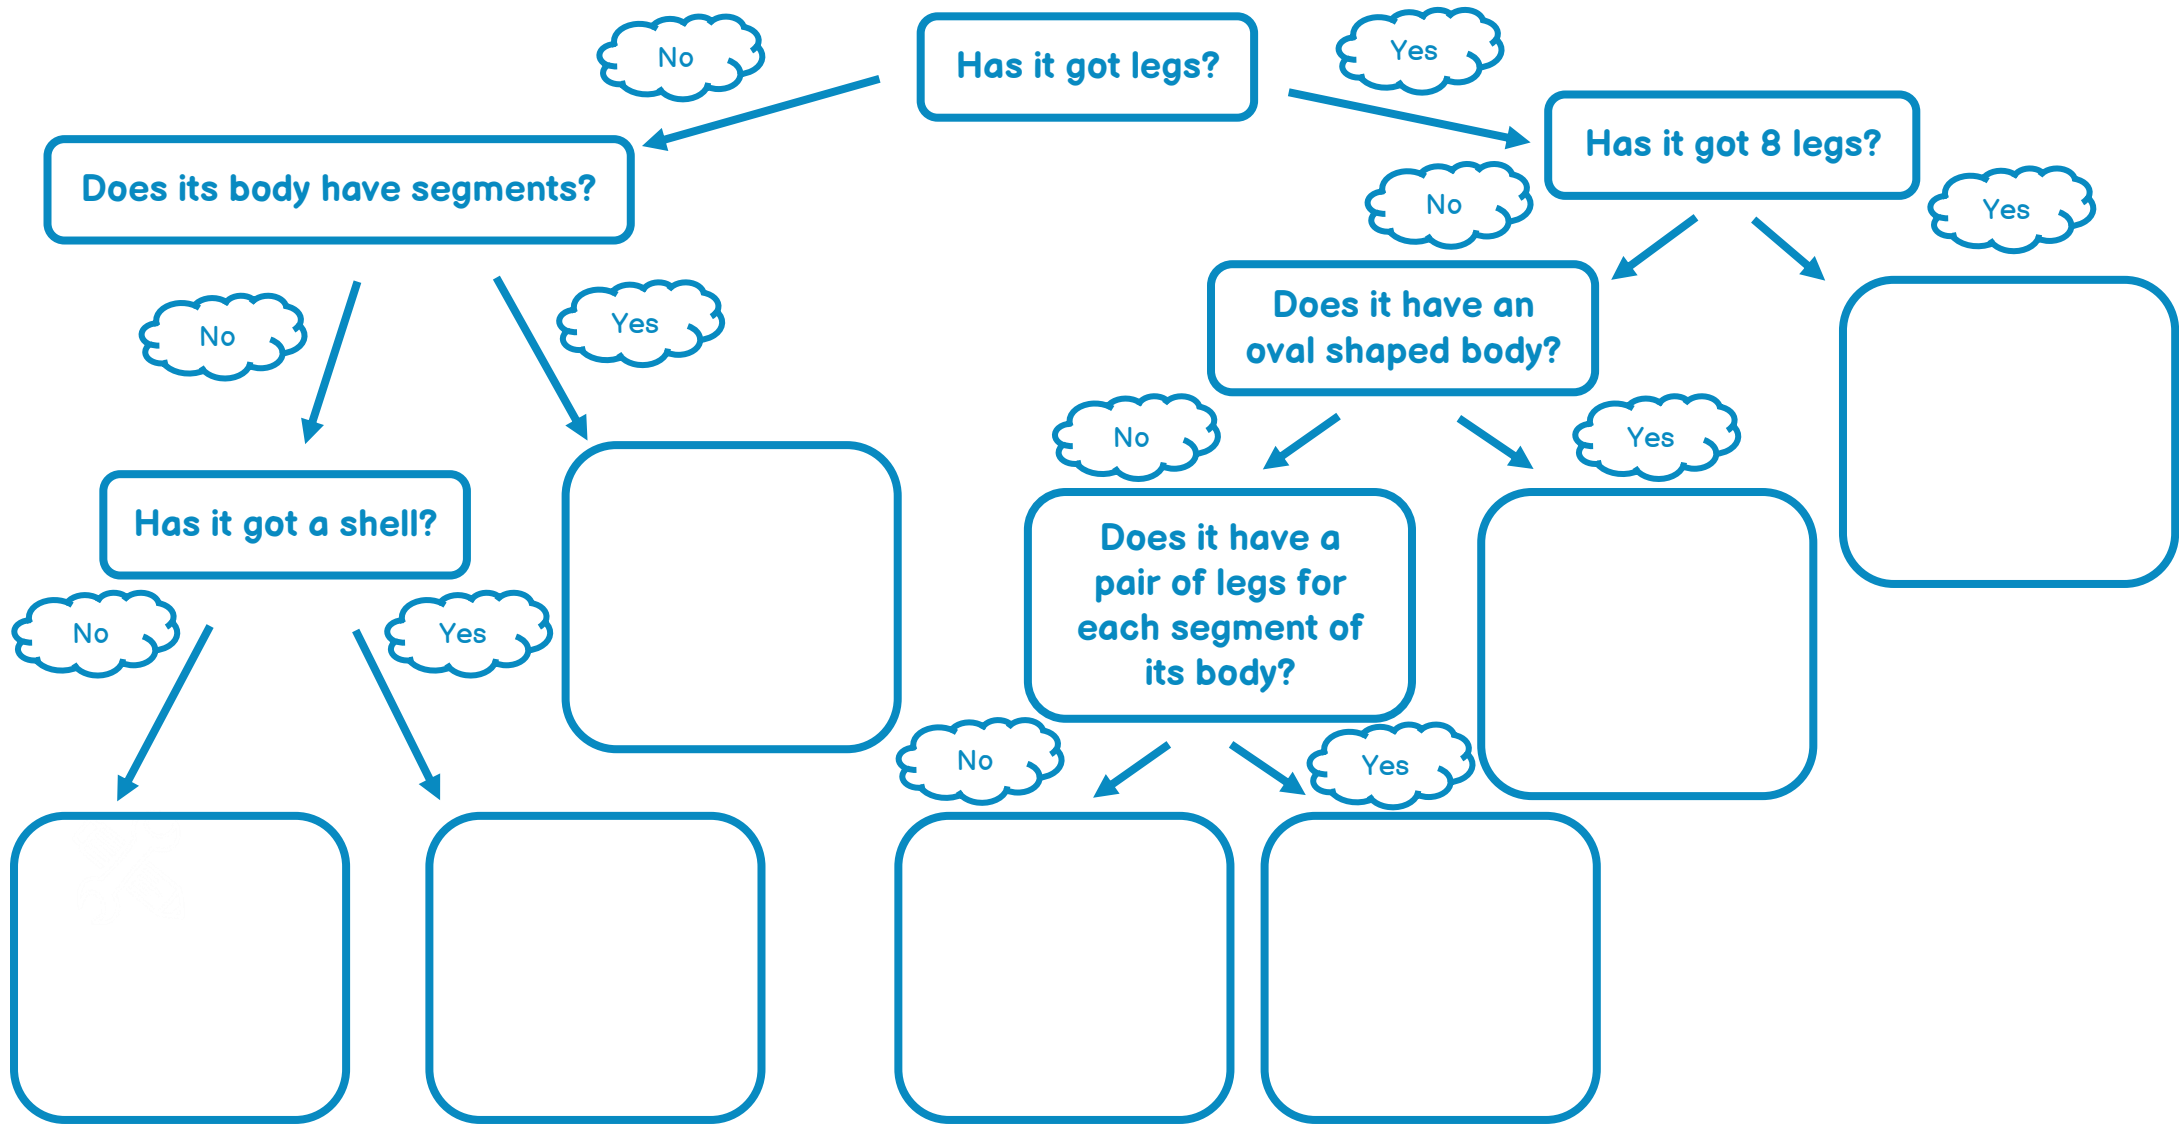 Has it got legs?
No
Yes
Does its body have segments?
Has it got 8 legs?
No
Yes
No
Yes
Does it have an
oval shaped body?
Has it got a shell?
No
Yes
Does it have a
pair of legs for
each segment of
its body?
No
Yes
No
Yes